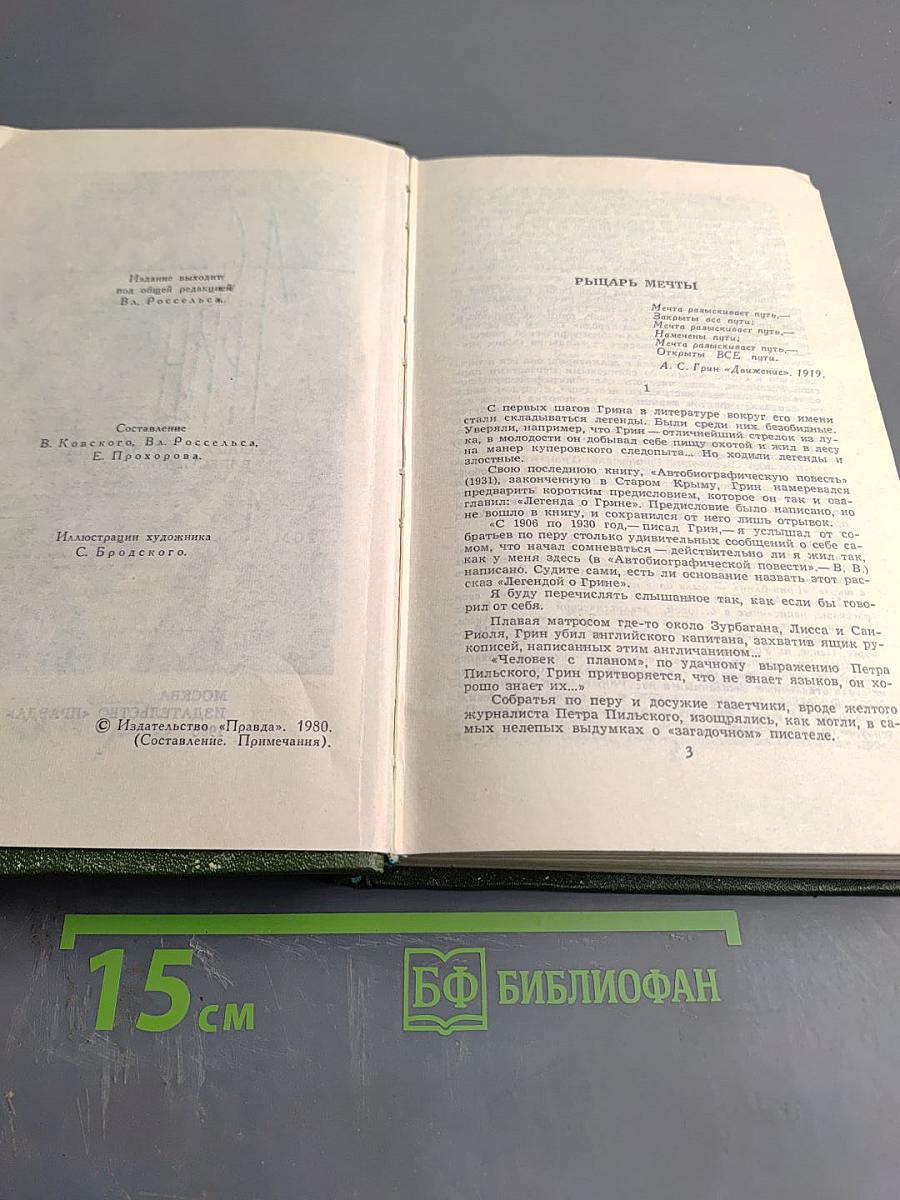 Издание выходит
под общей редакцией
Вл. Россельса.
Составление
В. Ковского, Вл. Россельса,
Е. Прохорова.
Иллюстрации художника
С. Бродского.
МОСКВА
ИЗДАТЕЛЬСТВО «ПРАВДА»
© Издательство «Правда». 1980.
(Составление. Примечания).
РЫЦАРЬ МЕЧТЫ
Мечта разыскивает путь,—
Закрыты все пути;
Мечта разыскивает путь,—
Намечены пути;
Мечта разыскивает путь,—
Открыты ВСЕ пути.
А. С. Грин «Движение». 1919.
1
С первых шагов Грина в литературе вокруг его имени
стали складываться легенды. Были среди них безобидные.
Уверяли, например, что Грин — отличнейший стрелок из лу-
ка, в молодости он добывал себе пищу охотой и жил в лесу
на манер куперовского следопыта... Но ходили легенды и
злостные.
Свою последнюю книгу, «Автобиографическую повесть»
(1931), законченную в Старом Крыму, Грин намеревался
предварить коротким предисловием, которое он так и оза-
главил: «Легенда о Грине». Предисловие было написано, но
не вошло в книгу, и сохранился от него лишь отрывок.
«С 1906 по 1930 год,— писал Грин,— я услышал от со-
братьев по перу столько удивительных сообщений о себе са-
мом, что начал сомневаться — действительно ли я жил так,
как у меня здесь (в «Автобиографической повести».— В. В.)
написано. Судите сами, есть ли основание назвать этот рас-
сказ «Легендой о Грине».
Я буду перечислять слышанное так, как если бы гово-
рил от себя.
Плавая матросом где-то около Зурбагана, Лисса и Сан-
Риоля, Грин убил английского капитана, захватив ящик ру-
кописей, написанных этим англичанином...
«Человек с планом», по удачному выражению Петра
Пильского, Грин притворяется, что не знает языков, он хо-
рошо знает их...»
Собратья по перу и досужие газетчики, вроде желтого
журналиста Петра Пильского, изощрялись, как могли, в са-
мых нелепых выдумках о «загадочном» писателе.
3
15 см
БФ БИБЛИОФАН